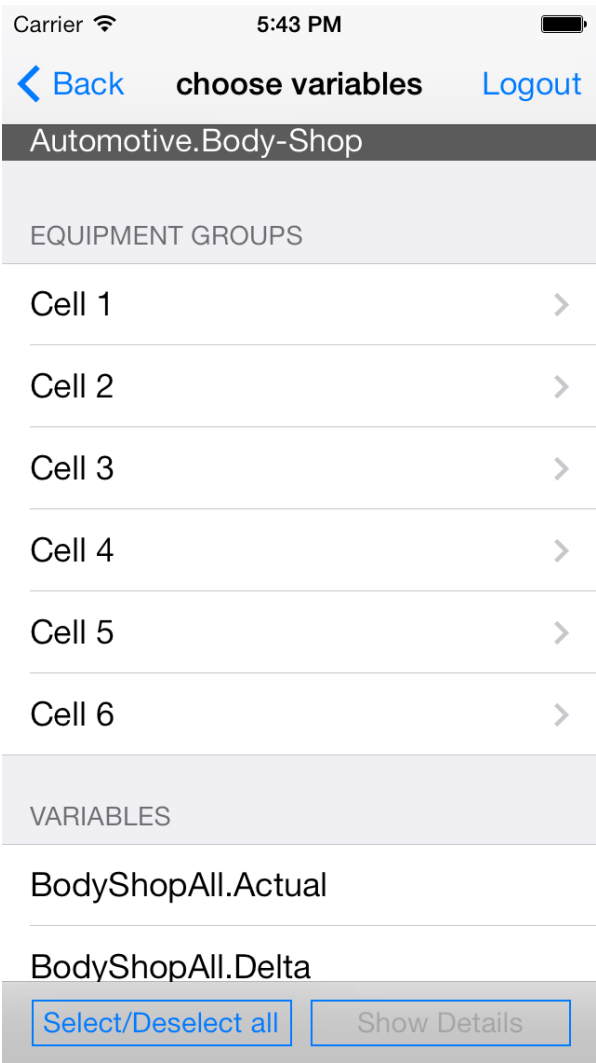 Carrier 5:43 PM
Back choose variables Logout
Automotive.Body-Shop
EQUIPMENT GROUPS
Cell 1
Cell 2
Cell 3
Cell 4
Cell 5
Cell 6
VARIABLES
BodyShopAll.Actual
BodyShopAll.Delta
Select/Deselect all Show Details